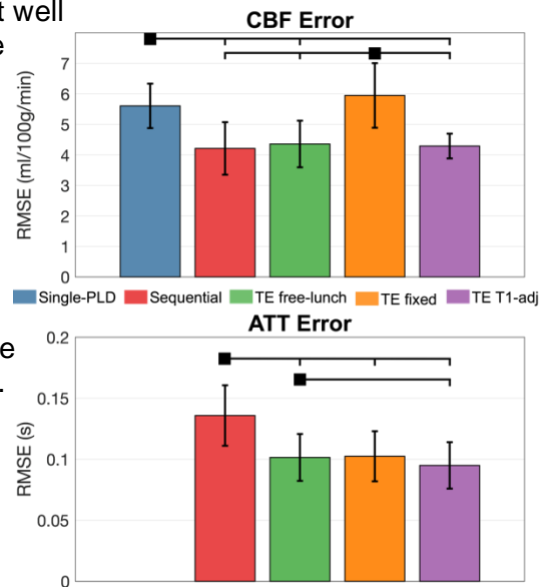 t well
e
CBF Error
7
6
5
4
3
2
1
0
RMSE (ml/100g/min)
Single-PLD Sequential TE free-lunch TE fixed TE T1-adj
e
.
ATT Error
0.2
0.15
0.1
0.05
0
RMSE (s)